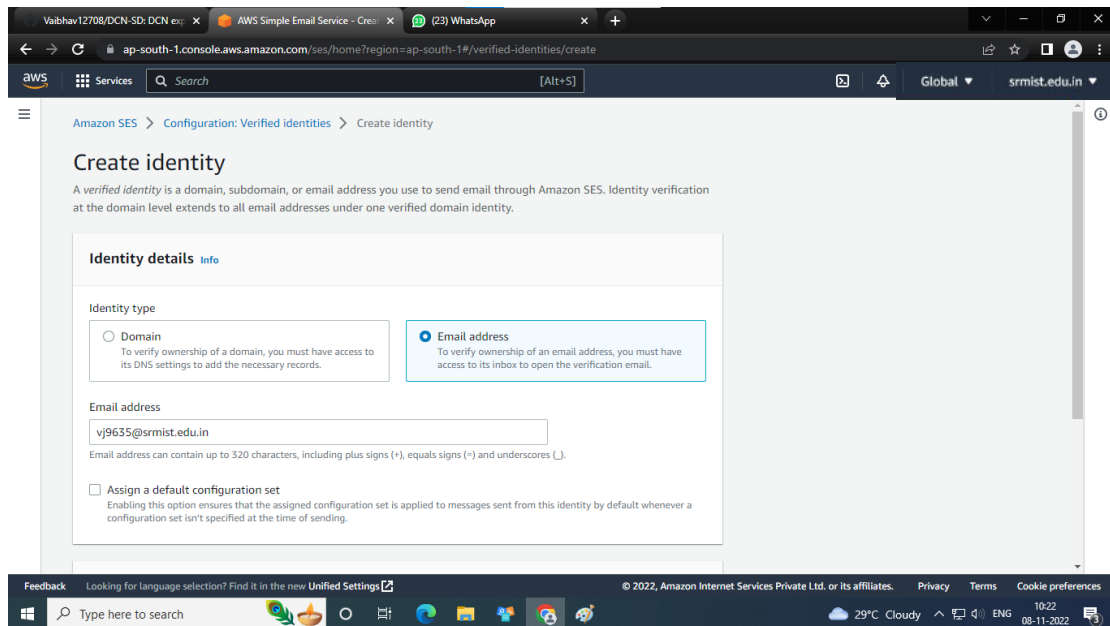 Vaibhav12708/DCN-SD: DCN exp
AWS Simple Email Service - Creat
(23) WhatsApp
ap-south-1.console.aws.amazon.com/ses/home?region=ap-south-1#/verified-identities/create
aws
Services
Search
[Alt+S]
Global
srmist.edu.in
Amazon SES
Configuration: Verified identities
Create identity
Create identity
A verified identity is a domain, subdomain, or email address you use to send email through Amazon SES. Identity verification
at the domain level extends to all email addresses under one verified domain identity.
Identity details Info
Identity type
Domain
To verify ownership of a domain, you must have access to
its DNS settings to add the necessary records.
Email address
To verify ownership of an email address, you must have
access to its inbox to open the verification email.
Email address
vj9635@srmist.edu.in
Email address can contain up to 320 characters, including plus signs (+), equals signs (=) and underscores (_).
Assign a default configuration set
Enabling this option ensures that the assigned configuration set is applied to messages sent from this identity by default whenever a
configuration set isn't specified at the time of sending.
Feedback
Looking for language selection? Find it in the new Unified Settings
© 2022, Amazon Internet Services Private Ltd. or its affiliates.
Privacy
Terms
Cookie preferences
Type here to search
29°C Cloudy
ENG
10:22
08-11-2022
3